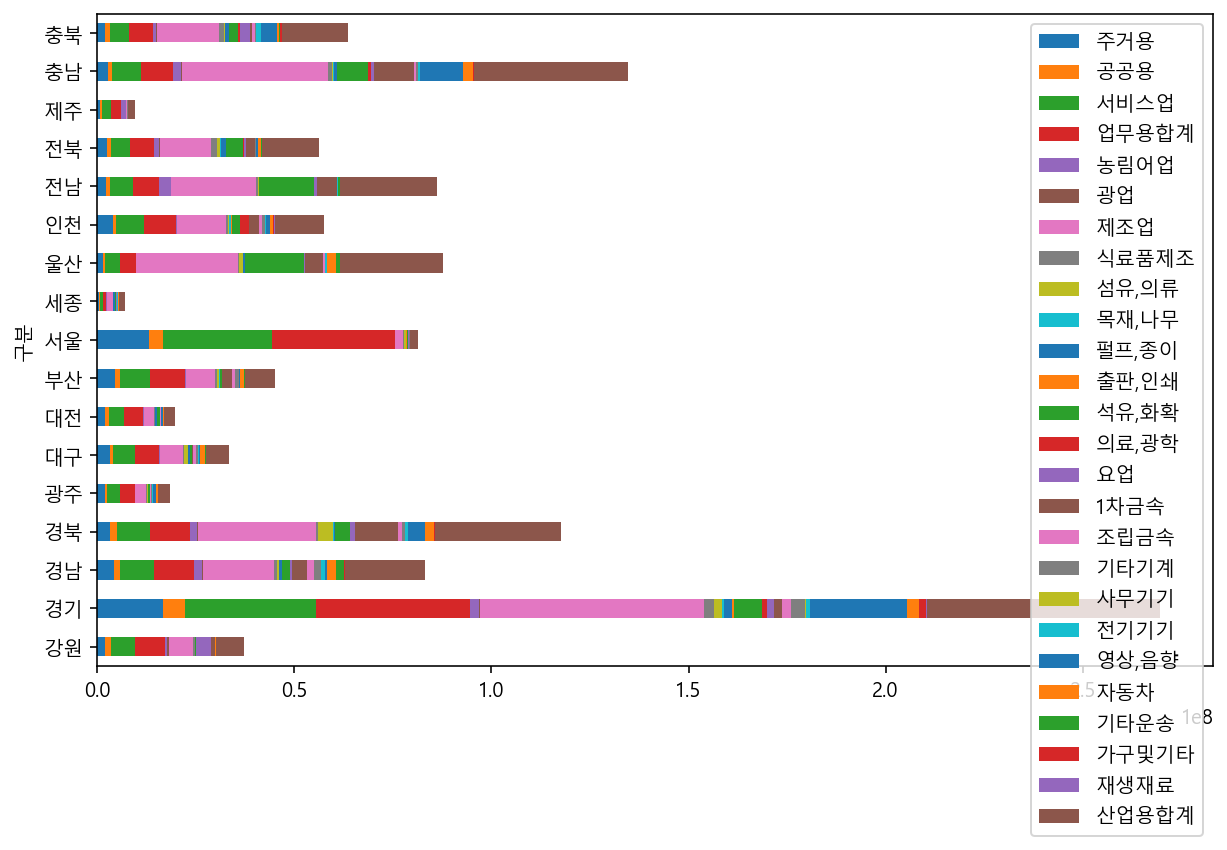 충북
충남
제주
전북
전남
인천
울산
세종
서울
부산
대전
대구
광주
경북
경남
경기
강원
구분
0.0
0.5
1.0
1.5
2.0
2.5
1e8
주거용
공공용
서비스업
업무용합계
농림어업
광업
제조업
식료품제조
섬유,의류
목재,나무
펄프,종이
출판,인쇄
석유,화확
의료,광학
요업
1차금속
조립금속
기타기계
사무기기
전기기기
영상,음향
자동차
기타운송
가구및기타
재생재료
산업용합계